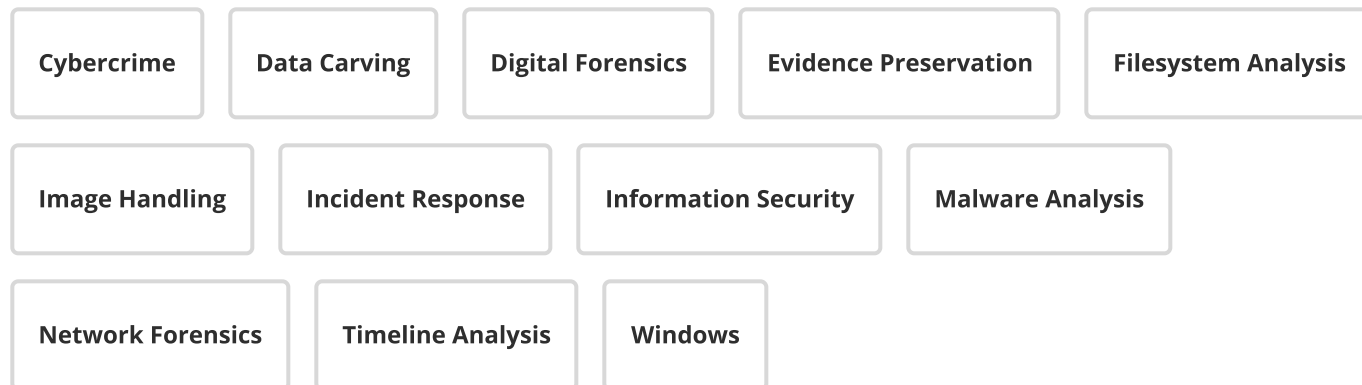 Cybercrime Data Carving Digital Forensics Evidence Preservation Filesystem Analysis
Image Handling Incident Response Information Security Malware Analysis
Network Forensics Timeline Analysis Windows